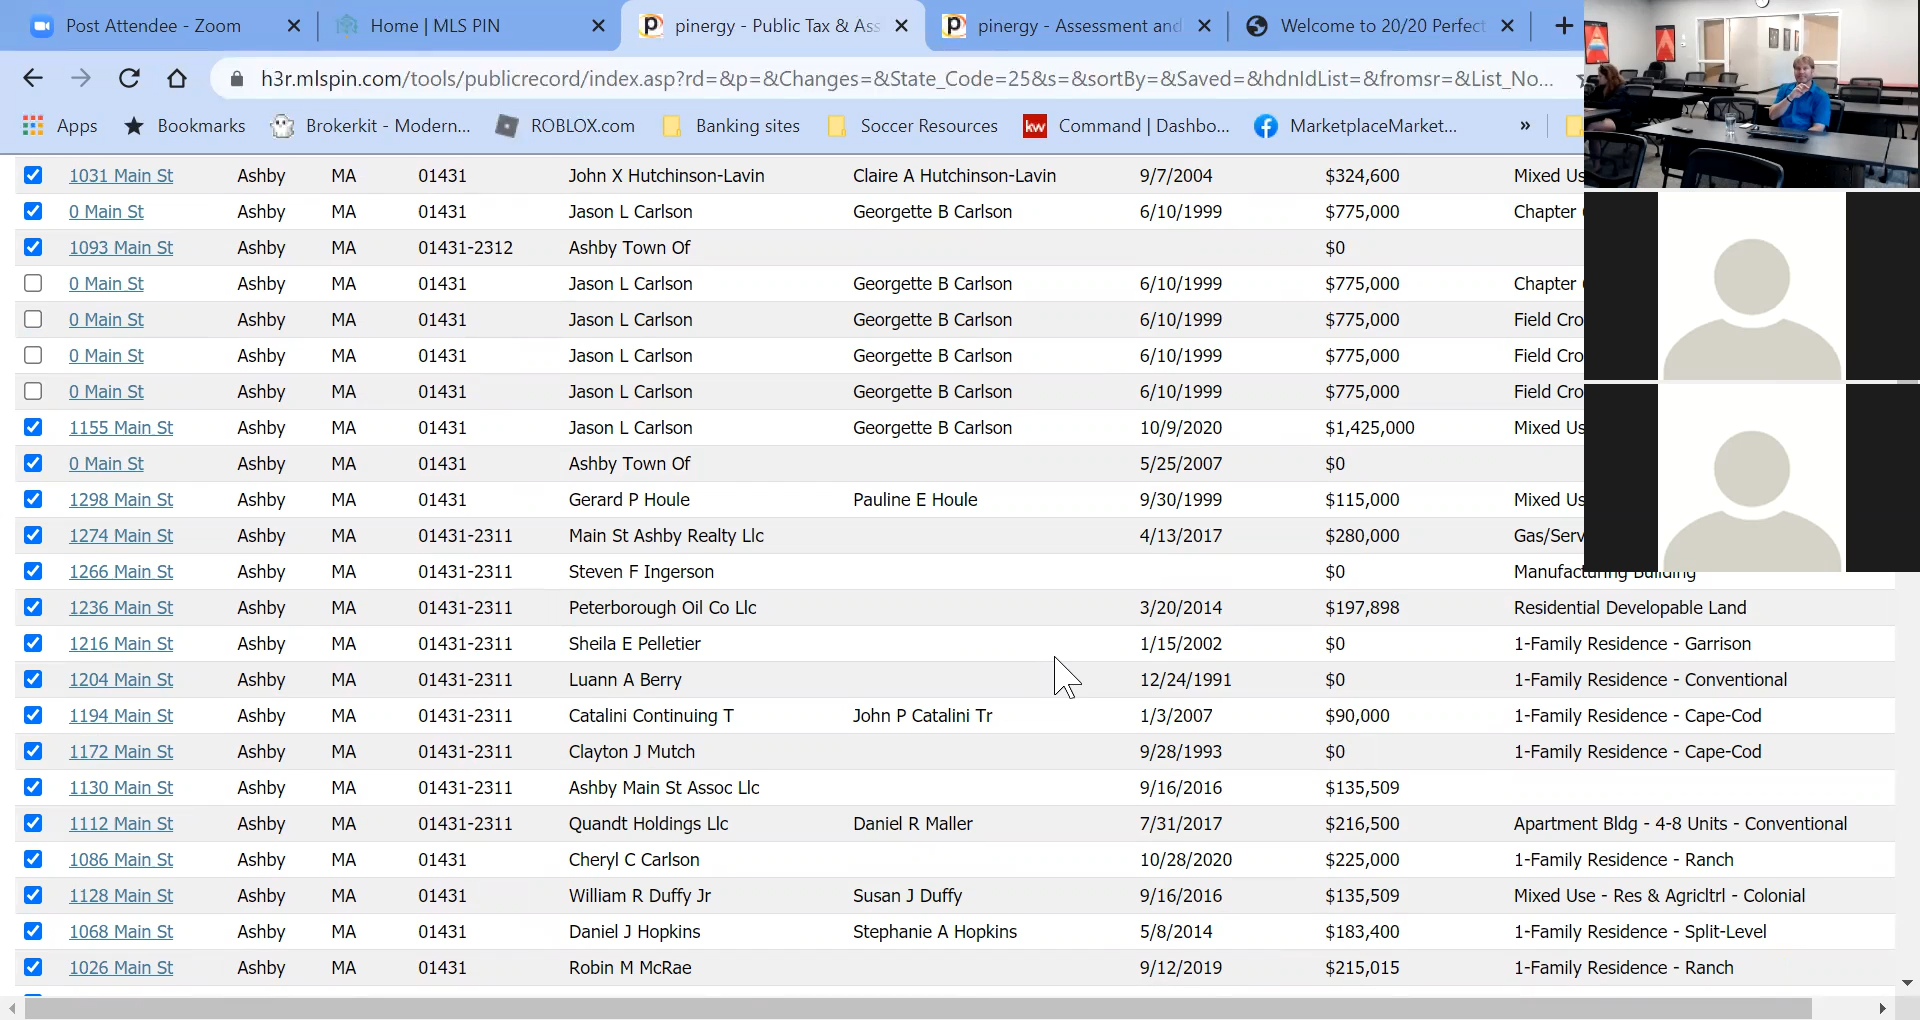 Post Attendee - Zoom
Home | MLS PIN
pinergy - Public Tax & Ass
pinergy - Assessment and
Welcome to 20/20 Perfect
h3r.mlspin.com/tools/publicrecord/index.asp?rd=&p=&Changes=&State_Code=25&s=&sortBy=&Saved=&hdnIdList=&fromsr=&List_No...
Apps
Bookmarks
Brokerkit - Modern...
ROBLOX.com
Banking sites
Soccer Resources
kw
Command | Dashbo...
MarketplaceMarket...
»
1031 Main St Ashby MA 01431 John X Hutchinson-Lavin Claire A Hutchinson-Lavin 9/7/2004 $324,600 Mixed Us
0 Main St Ashby MA 01431 Jason L Carlson Georgette B Carlson 6/10/1999 $775,000 Chapter
1093 Main St Ashby MA 01431-2312 Ashby Town Of $0
0 Main St Ashby MA 01431 Jason L Carlson Georgette B Carlson 6/10/1999 $775,000 Chapter
0 Main St Ashby MA 01431 Jason L Carlson Georgette B Carlson 6/10/1999 $775,000 Field Cro
0 Main St Ashby MA 01431 Jason L Carlson Georgette B Carlson 6/10/1999 $775,000 Field Cro
0 Main St Ashby MA 01431 Jason L Carlson Georgette B Carlson 6/10/1999 $775,000 Field Cro
1155 Main St Ashby MA 01431 Jason L Carlson Georgette B Carlson 10/9/2020 $1,425,000 Mixed Us
0 Main St Ashby MA 01431 Ashby Town Of 5/25/2007 $0
1298 Main St Ashby MA 01431 Gerard P Houle Pauline E Houle 9/30/1999 $115,000 Mixed Us
1274 Main St Ashby MA 01431-2311 Main St Ashby Realty Llc 4/13/2017 $280,000 Gas/Serv
1266 Main St Ashby MA 01431-2311 Steven F Ingerson $0 Manufacturing Building
1236 Main St Ashby MA 01431-2311 Peterborough Oil Co Llc 3/20/2014 $197,898 Residential Developable Land
1216 Main St Ashby MA 01431-2311 Sheila E Pelletier 1/15/2002 $0 1-Family Residence - Garrison
1204 Main St Ashby MA 01431-2311 Luann A Berry 12/24/1991 $0 1-Family Residence - Conventional
1194 Main St Ashby MA 01431-2311 Catalini Continuing T John P Catalini Tr 1/3/2007 $90,000 1-Family Residence - Cape-Cod
1172 Main St Ashby MA 01431-2311 Clayton J Mutch 9/28/1993 $0 1-Family Residence - Cape-Cod
1130 Main St Ashby MA 01431-2311 Ashby Main St Assoc Llc 9/16/2016 $135,509
1112 Main St Ashby MA 01431-2311 Quandt Holdings Llc Daniel R Maller 7/31/2017 $216,500 Apartment Bldg - 4-8 Units - Conventional
1086 Main St Ashby MA 01431 Cheryl C Carlson 10/28/2020 $225,000 1-Family Residence - Ranch
1128 Main St Ashby MA 01431 William R Duffy Jr Susan J Duffy 9/16/2016 $135,509 Mixed Use - Res & Agricltrl - Colonial
1068 Main St Ashby MA 01431 Daniel J Hopkins Stephanie A Hopkins 5/8/2014 $183,400 1-Family Residence - Split-Level
1026 Main St Ashby MA 01431 Robin M McRae 9/12/2019 $215,015 1-Family Residence - Ranch